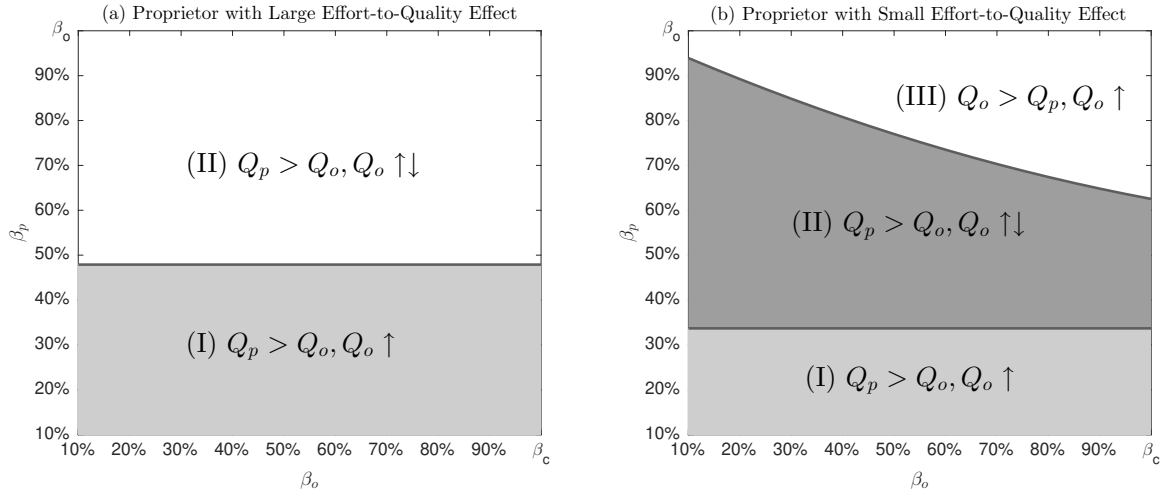 (a) Proprietor with Large Effort-to-Quality Effect
β_o
90%
80%
70%
60%
50%
40%
30%
20%
10%
β_p
(II) Q_p > Q_o, Q_o ↑↓
(I) Q_p > Q_o, Q_o ↑
10% 20% 30% 40% 50% 60% 70% 80% 90% β_c
β_o
(b) Proprietor with Small Effort-to-Quality Effect
β_o
90%
80%
70%
60%
50%
40%
30%
20%
10%
β_p
(III) Q_o > Q_p, Q_o ↑
(II) Q_p > Q_o, Q_o ↑↓
(I) Q_p > Q_o, Q_o ↑
10% 20% 30% 40% 50% 60% 70% 80% 90% β_c
β_o